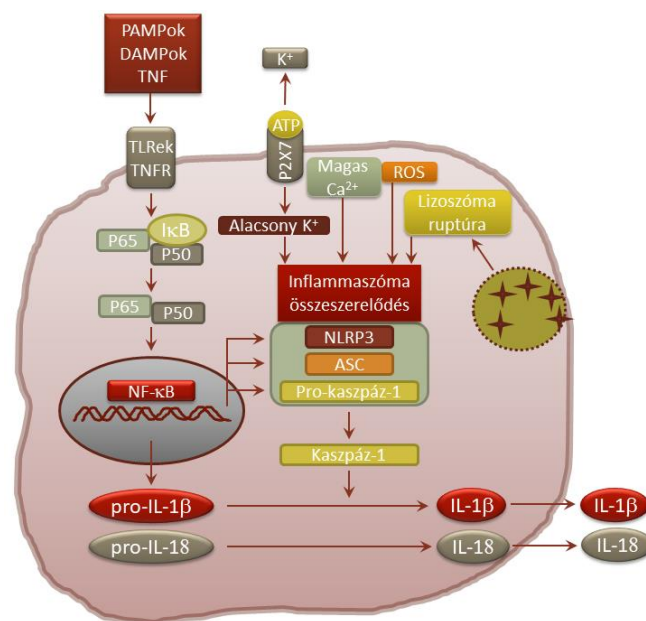 PAMPok
DAMPok
TNF
K⁺
ATP
P2X7
TLRek
TNFR
Magas
Ca²⁺
ROS
Lizoszóma
ruptúra
IκB
P65
P50
Alacsony K⁺
P65
P50
Inflammaszóma
összeszerelődés
NLRP3
ASC
Pro-kaszpáz-1
NF-κB
Kaszpáz-1
pro-IL-1β
IL-1β
IL-1β
pro-IL-18
IL-18
IL-18